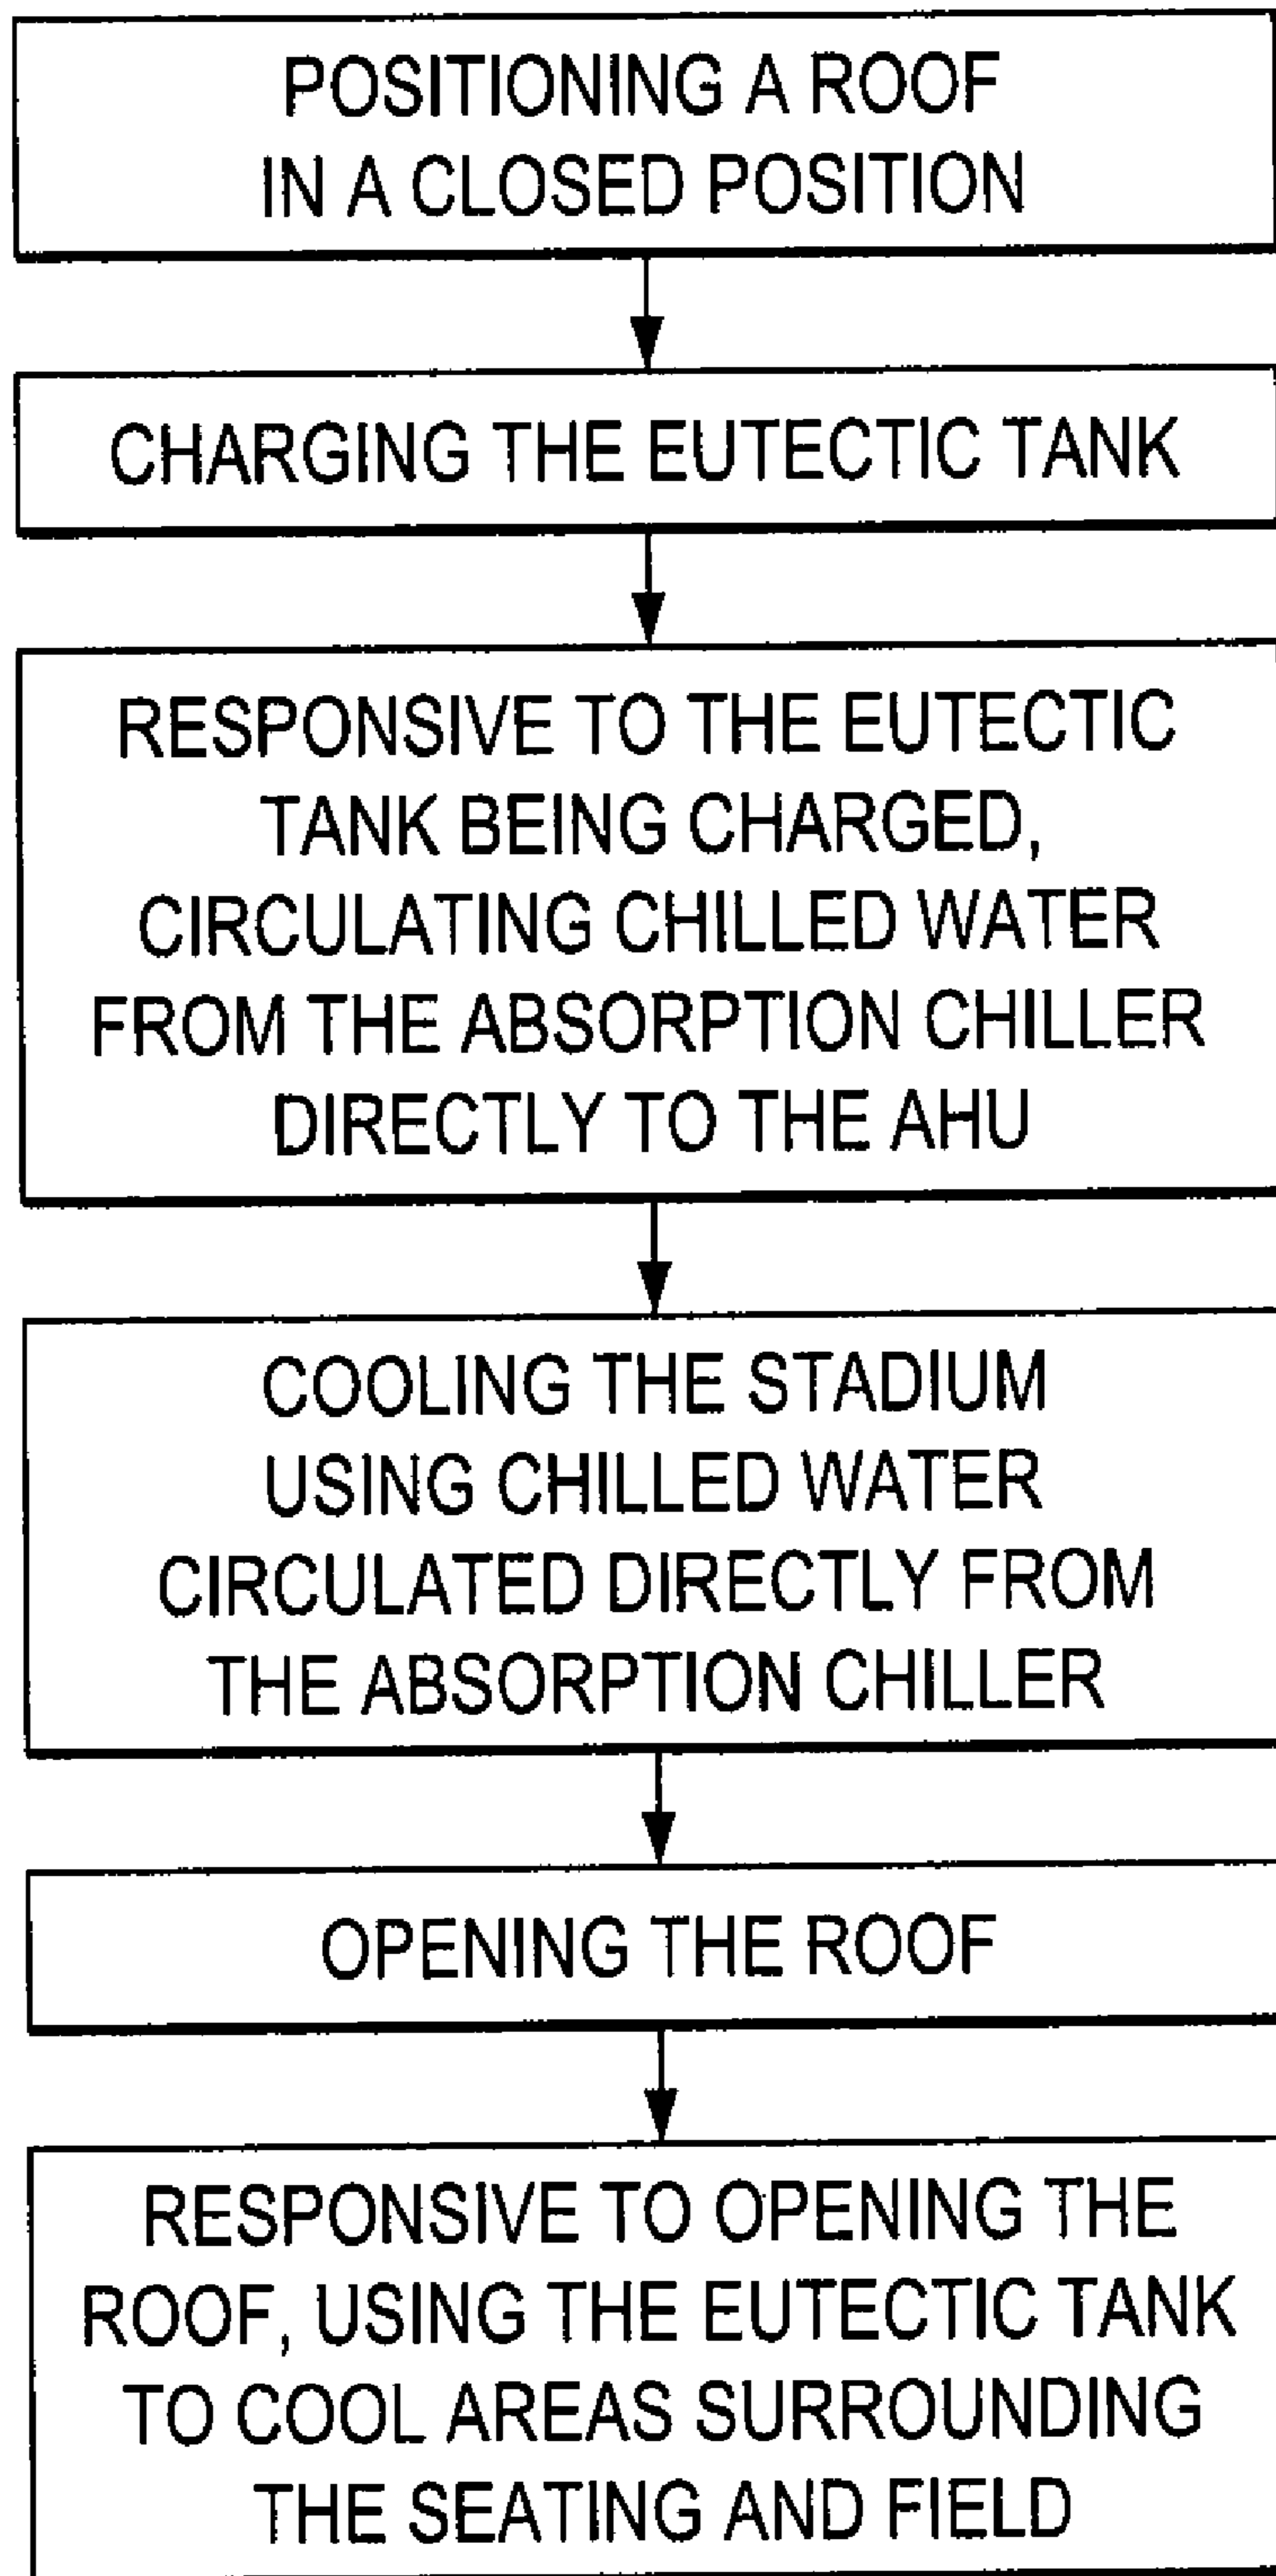 POSITIONING A ROOF
IN A CLOSED POSITION
CHARGING THE EUTECTIC TANK
RESPONSIVE TO THE EUTECTIC
TANK BEING CHARGED,
CIRCULATING CHILLED WATER
FROM THE ABSORPTION CHILLER
DIRECTLY TO THE AHU
COOLING THE STADIUM
USING CHILLED WATER
CIRCULATED DIRECTLY FROM
THE ABSORPTION CHILLER
OPENING THE ROOF
RESPONSIVE TO OPENING THE
ROOF, USING THE EUTECTIC TANK
TO COOL AREAS SURROUNDING
THE SEATING AND FIELD